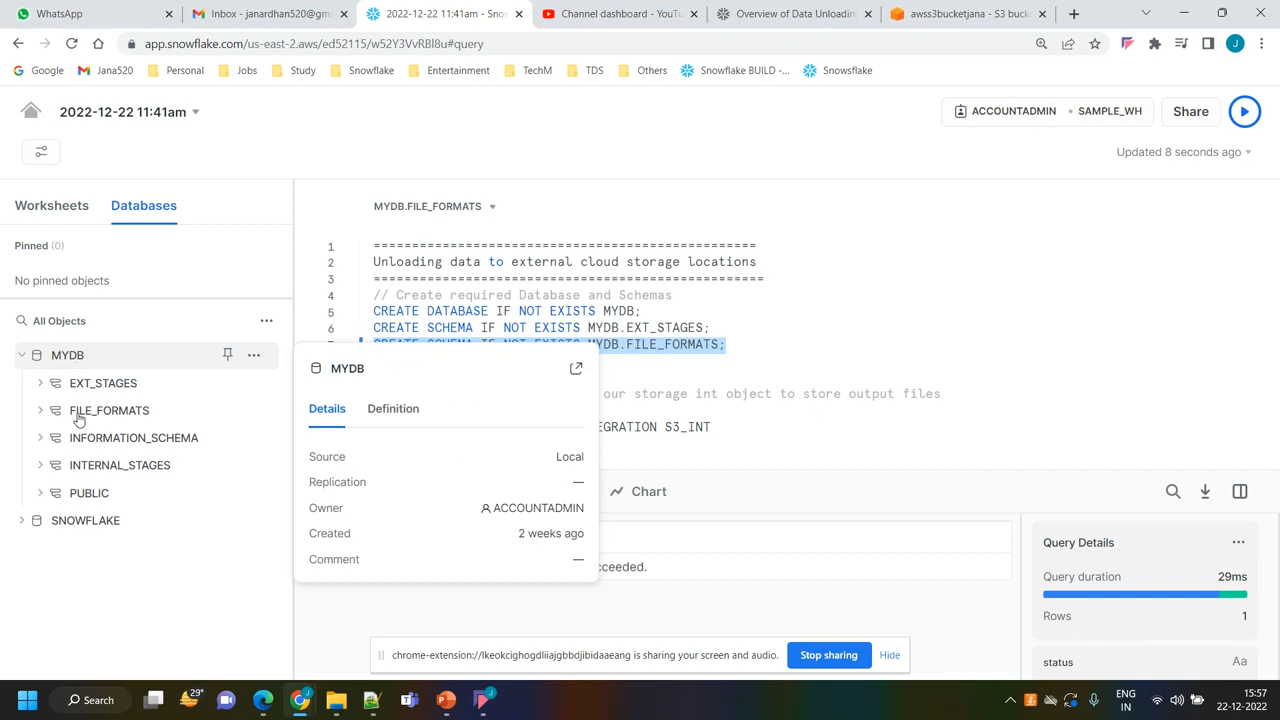 WhatsApp
Inbox - janardhan520@gma
2022-12-22 11:41am - Snow
Channel dashboard - YouTu
Overview of Data Unloading
awss3bucketjana - S3 buck
app.snowflake.com/us-east-2.aws/ed52115/w52Y3VvRBl8u#query
J
Google
Jana520
Personal
Jobs
Study
Snowflake
Entertainment
TechM
TDS
Others
Snowflake BUILD -...
Snowsflake
2022-12-22 11:41am
ACCOUNTADMIN
SAMPLE_WH
Share
Updated 8 seconds ago
Worksheets
Databases
MYDB.FILE_FORMATS
Pinned (0)
No pinned objects
All Objects
MYDB
EXT_STAGES
FILE_FORMATS
INFORMATION_SCHEMA
INTERNAL_STAGES
PUBLIC
SNOWFLAKE
1 ==================================================
2 Unloading data to external cloud storage locations
3 ===================================================
4 // Create required Database and Schemas
5 CREATE DATABASE IF NOT EXISTS MYDB;
6 CREATE SCHEMA IF NOT EXISTS MYDB.EXT_STAGES;
CREATE SCHEMA IF NOT EXISTS MYDB.FILE_FORMATS;
our storage int object to store output files
EGRATION S3_INT
MYDB
Details
Definition
Source
Local
Replication
—
Owner
ACCOUNTADMIN
Created
2 weeks ago
Comment
—
Chart
cceeded.
Query Details
Query duration
29ms
Rows
1
status
Aa
chrome-extension://lkeokcighogdliiajgbbdjibidaaeang is sharing your screen and audio.
Stop sharing
Hide
Search
29°
ENG
IN
15:57
22-12-2022